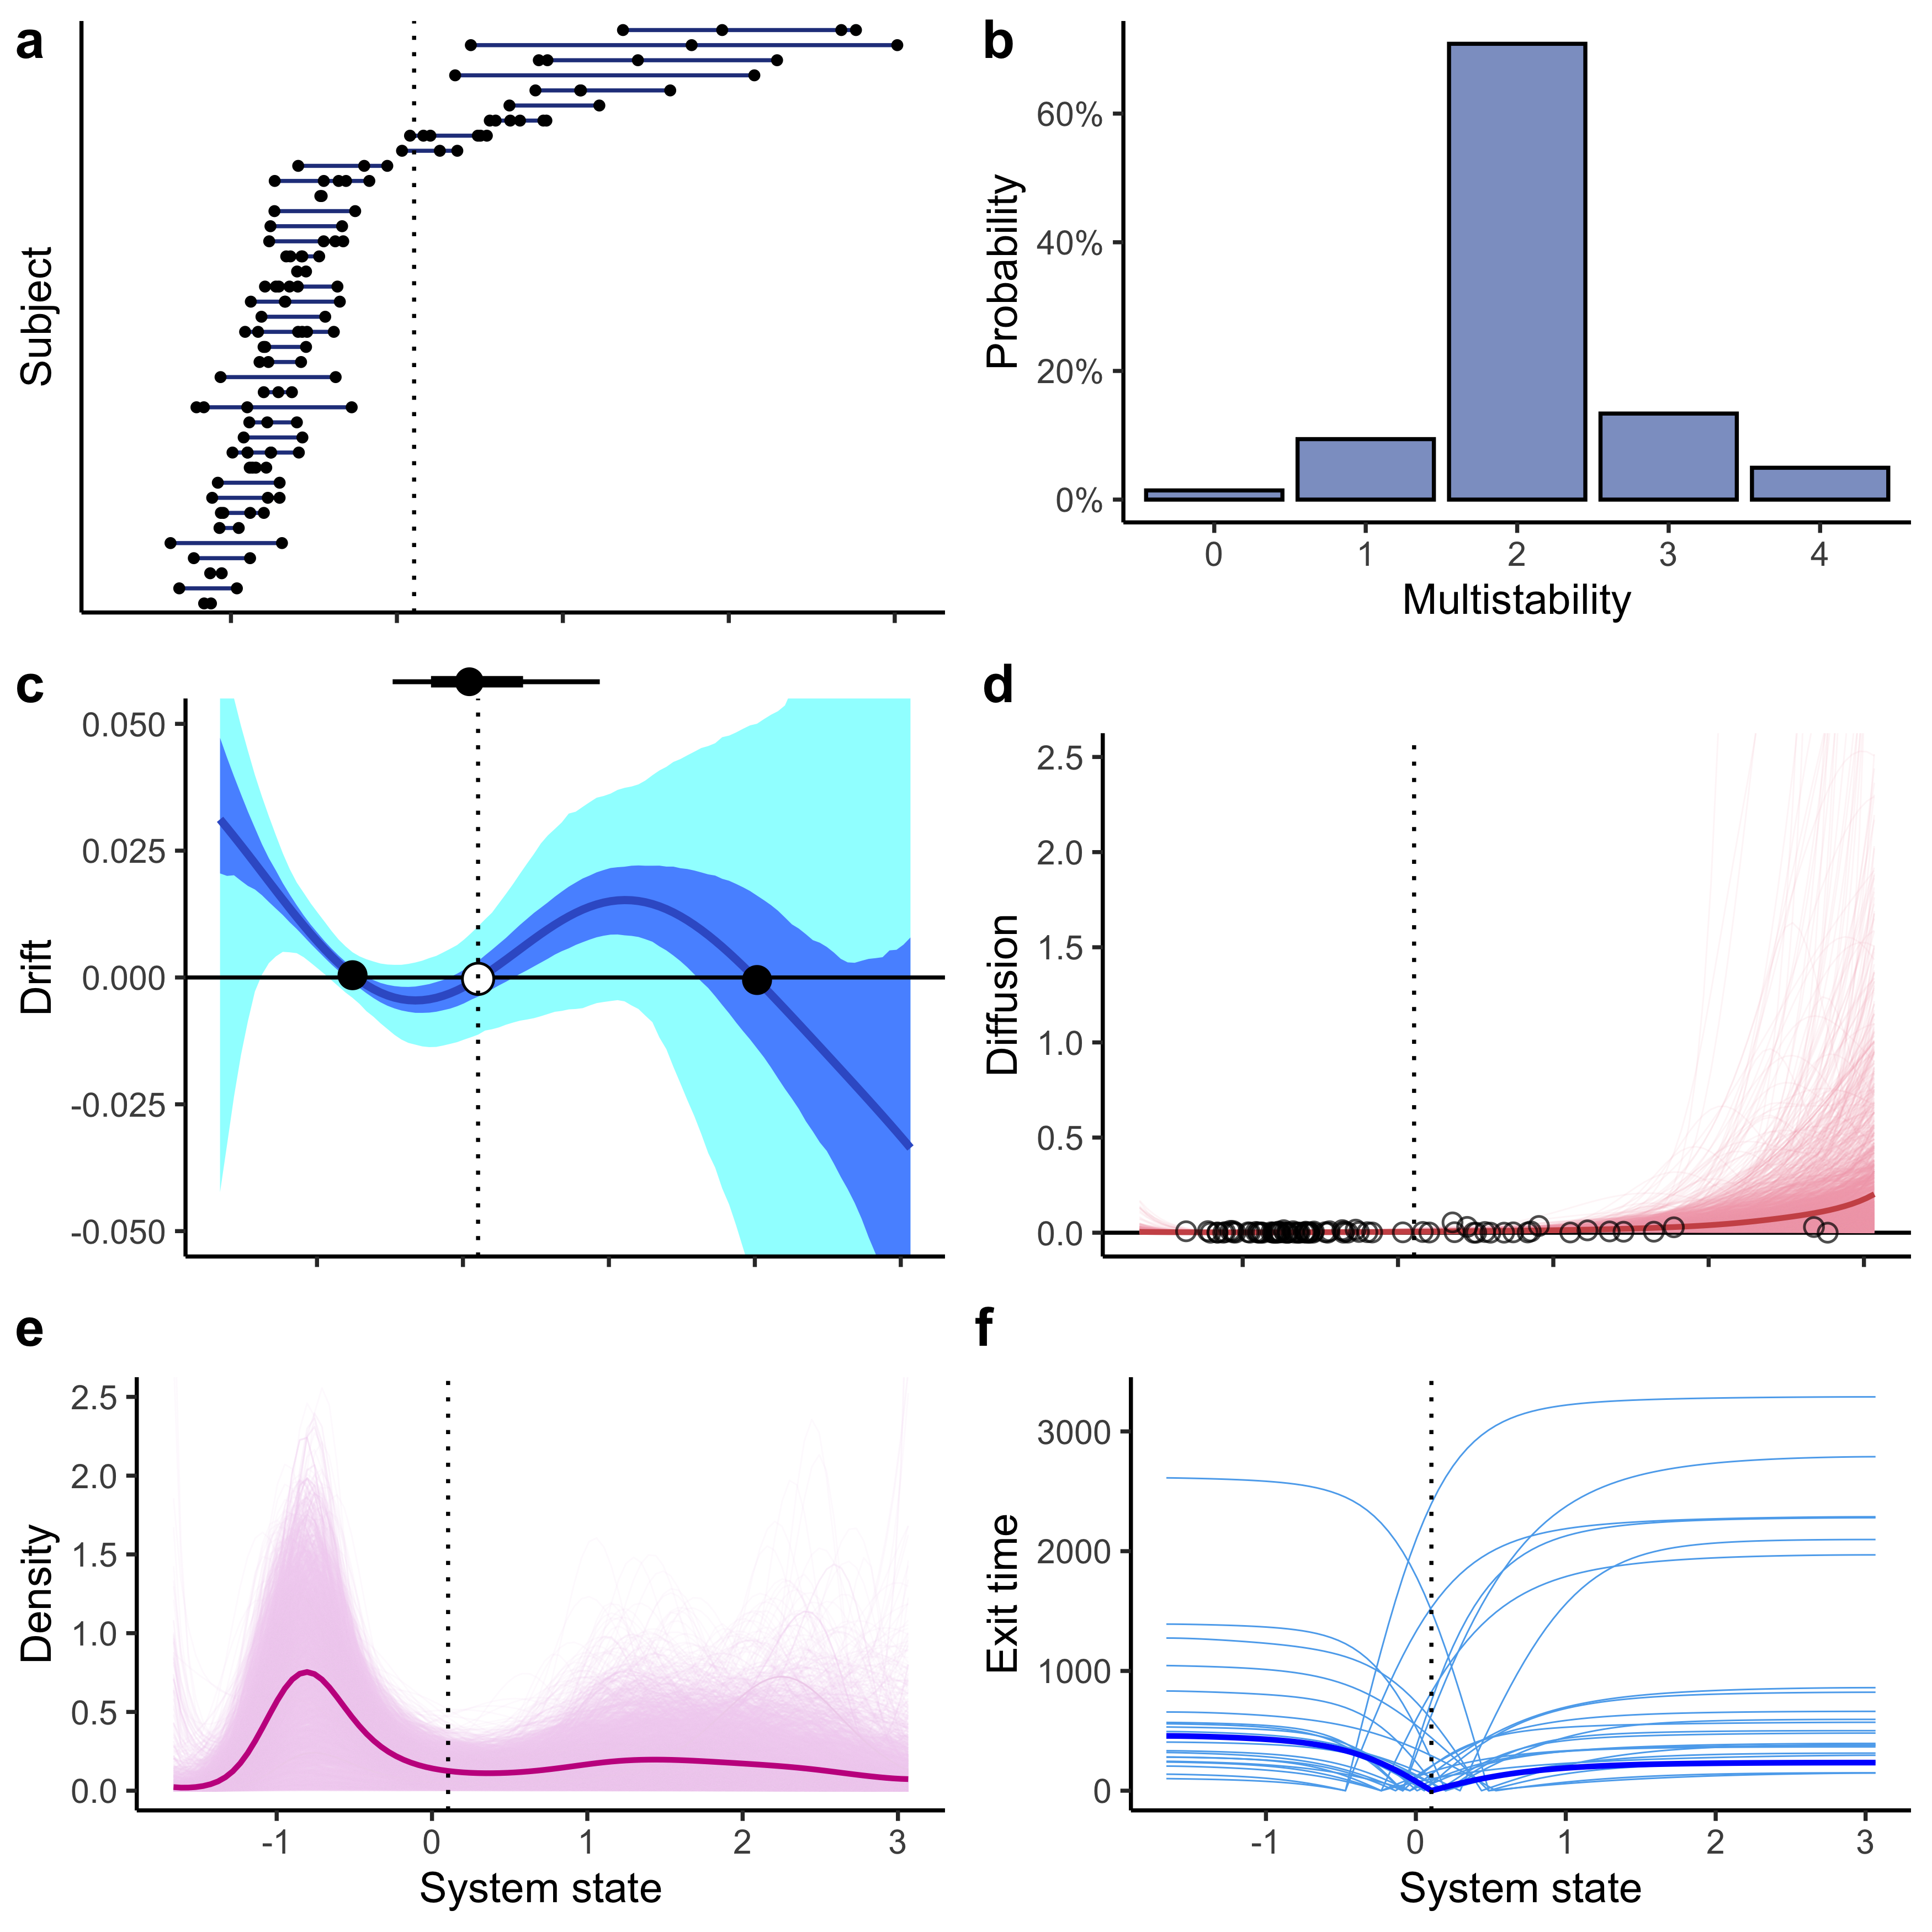 a
Subject
b
Probability
60%
40%
20%
0%
0 1 2 3 4
Multistability
c
Drift
0.050
0.025
0.000
-0.025
-0.050
d
Diffusion
2.5
2.0
1.5
1.0
0.5
0.0
e
Density
2.5
2.0
1.5
1.0
0.5
0.0
-1 0 1 2 3
System state
f
Exit time
3000
2000
1000
0
-1 0 1 2 3
System state